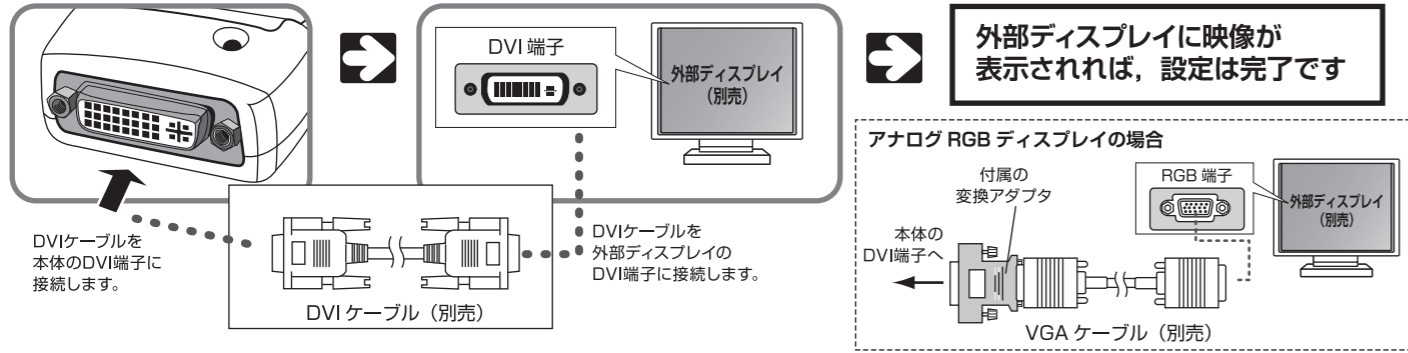 DVI 端子
外部ディスプレイ
（別売）
DVIケーブルを
本体のDVI端子に
接続します。
DVI ケーブル（別売）
DVIケーブルを
外部ディスプレイの
DVI端子に接続します。
外部ディスプレイに映像が
表示されれば，設定は完了です
アナログ RGB ディスプレイの場合
付属の
変換アダプタ
RGB 端子
外部ディスプレイ
（別売）
本体の
DVI端子へ
VGA ケーブル（別売）